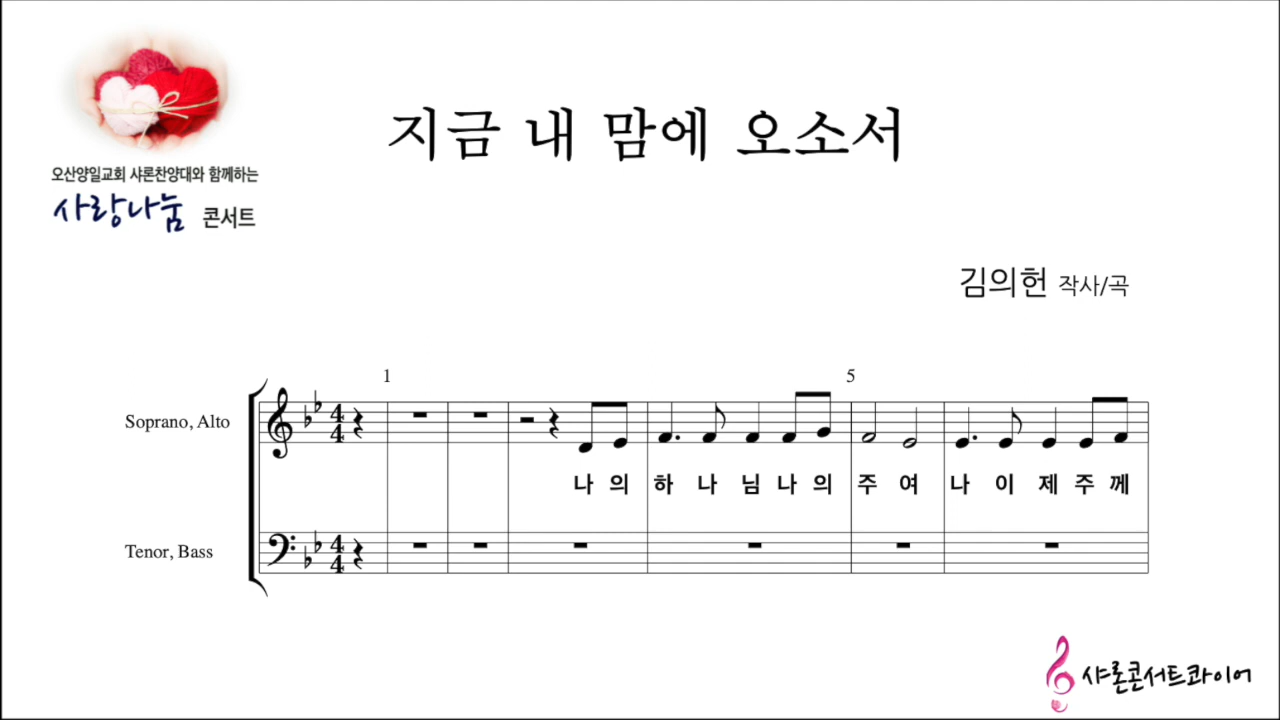 지금 내 맘에 오소서
오산양일교회 샤론찬양대와 함께하는
사랑나눔 콘서트
김의헌 작사/곡
1
5
Soprano, Alto
나 의 하 나 님 나 의 주 여 나 이 제 주 께
Tenor, Bass
샤론콘서트콰이어